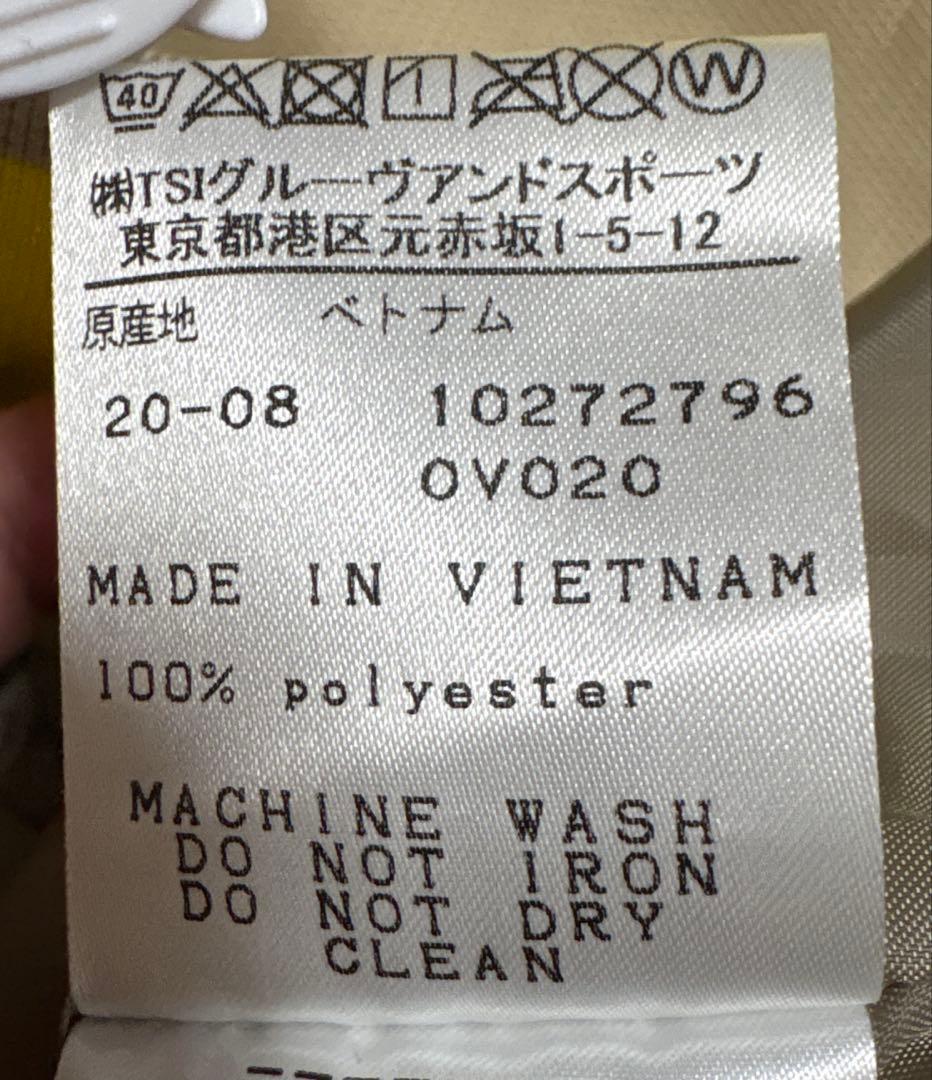 40
㈱TSIグルーヴアンドスポーツ
東京都港区元赤坂1-5-12
原産地 ベトナム
20-08 10272796
0V020
MADE IN VIETNAM
100% polyester
MACHINE WASH
DO NOT IRON
DO NOT DRY
CLEAN